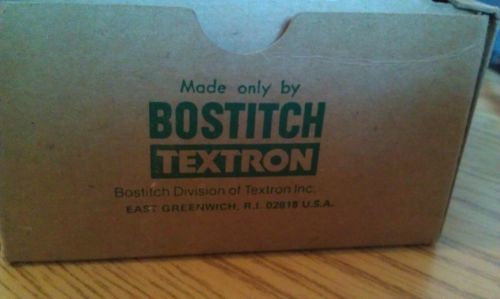 Made only by
BOSTITCH
TEXTRON
Bostitch Division of Textron Inc.
EAST GREENWICH, R.I. 02818 U.S.A.